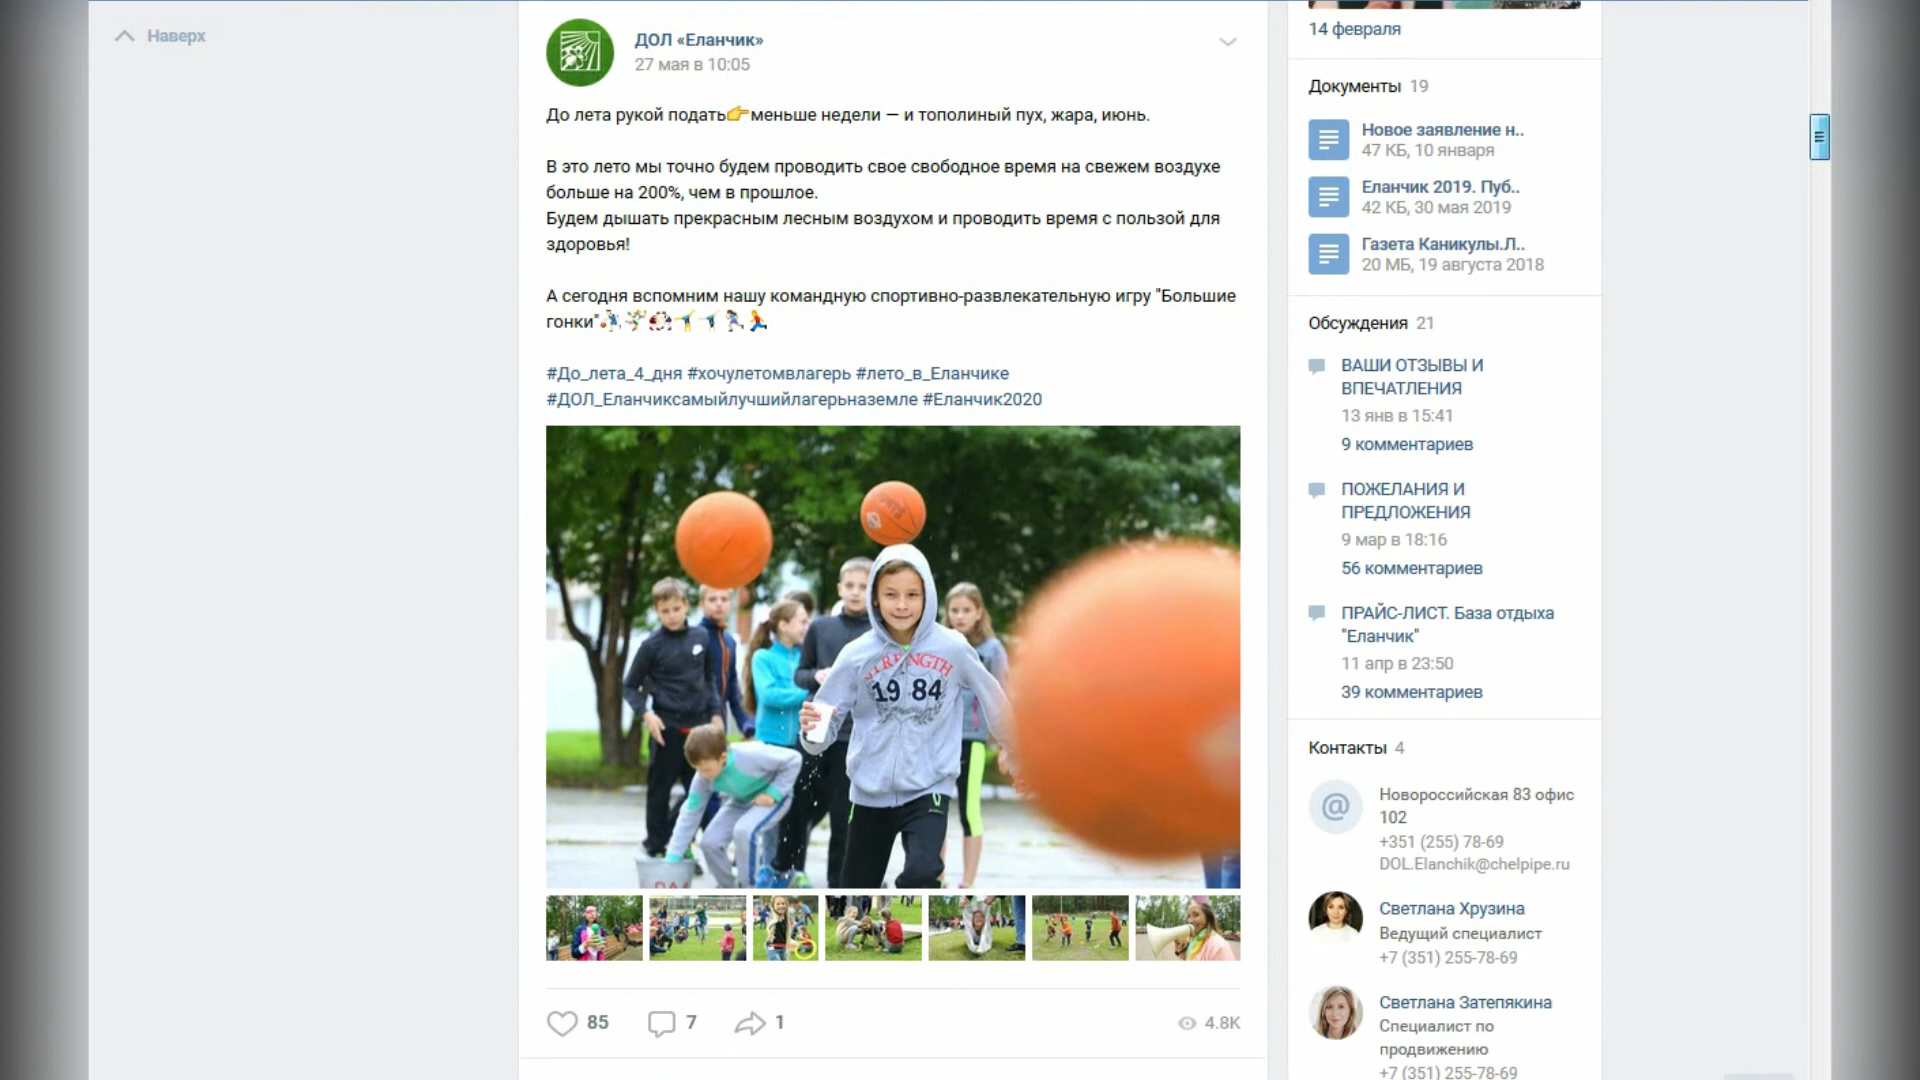 Наверх
ДОЛ «Еланчик»
27 мая в 10:05
До лета рукой подать👉меньше недели — и тополиный пух, жара, июнь.
В это лето мы точно будем проводить свое свободное время на свежем воздухе
больше на 200%, чем в прошлое.
Будем дышать прекрасным лесным воздухом и проводить время с пользой для
здоровья!
А сегодня вспомним нашу командную спортивно-развлекательную игру "Большие
гонки"
#До_лета_4_дня #хочулетомвлагерь #лето_в_Еланчике
#ДОЛ_Еланчиксамыйлучшийлагерьназемле #Еланчик2020
STRENGTH
19 84
85
7
1
4.8K
14 февраля
Документы 19
Новое заявление н..
47 КБ, 10 января
Еланчик 2019. Пуб..
42 КБ, 30 мая 2019
Газета Каникулы.Л..
20 МБ, 19 августа 2018
Обсуждения 21
ВАШИ ОТЗЫВЫ И
ВПЕЧАТЛЕНИЯ
13 янв в 15:41
9 комментариев
ПОЖЕЛАНИЯ И
ПРЕДЛОЖЕНИЯ
9 мар в 18:16
56 комментариев
ПРАЙС-ЛИСТ. База отдыха
"Еланчик"
11 апр в 23:50
39 комментариев
Контакты 4
@
Новороссийская 83 офис
102
+351 (255) 78-69
DOL.Elanchik@chelpipe.ru
Светлана Хрузина
Ведущий специалист
+7 (351) 255-78-69
Светлана Затепякина
Специалист по
продвижению
+7 (351) 255-78-69